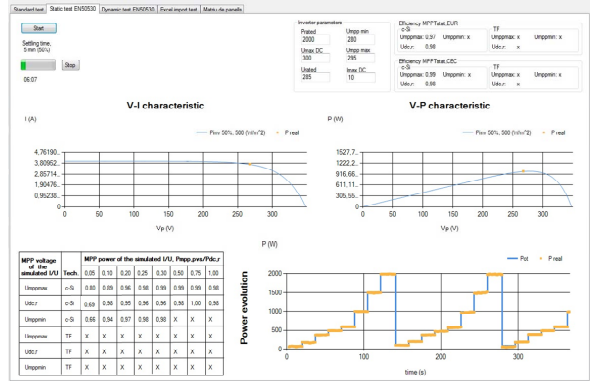 Standard test Static test EN50530 Dynamic test EN50530 Excel import test Matriu de panells
Start
Settling time,
5 min (50%)
Stop
06:07
Inverter parameters
Prated Umpp min
2000 280
Umax DC Umpp max
300 295
Urated Imax DC
285 10
Efficiency MPPTstat,EUR
c-Si TF
Umppmax: 0.97 Umppmin: x Umppmax: x Umppmin: x
Udc,r: 0,98 Udc,r: x
Efficiency MPPTstat,CEC
c-Si TF
Umppmax: 0.99 Umppmin: x Umppmax: x Umppmin: x
Udc,r: 0,98 Udc,r: x
V-I characteristic
I (A)
P real
4,76190..
3,80952..
2,85714..
1,90476..
0,95238..
0
0 50 100 150 200 250 300
Vp (V)
V-P characteristic
P (W)
P real
1527,7..
1222,2..
916,66..
611,11..
305,55..
0
0 50 100 150 200 250 300
Vp (V)
MPP voltage of the simulated I/U Tech. MPP power of the simulated I/U, Pmpp,pvs/Pdc,r
0,05 0,10 0,20 0,25 0,30 0,50 0,75 1,00
Umppmax c-Si 0.80 0.89 0.96 0.98 0.99 0.99 0.99 0.98
Udc,r c-Si 0,69 0.98 0.95 0.96 0.96 0.98 1,00 0.98
Umppmin c-Si 0,66 0.94 0.97 0.98 0,98 X X X
Umppmax TF X X X X X X X X
Udc,r TF X X X X X X X X
Umppmin TF X X X X X X X X
P (W)
Pot P real
Power evolution
2000
1500
1000
500
0
0 100 200 300
time (s)